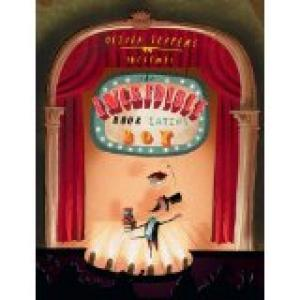 OLIVER JEFFERS
PRESENTS
the
INCREDIBLE
BOOK EATING
BOY